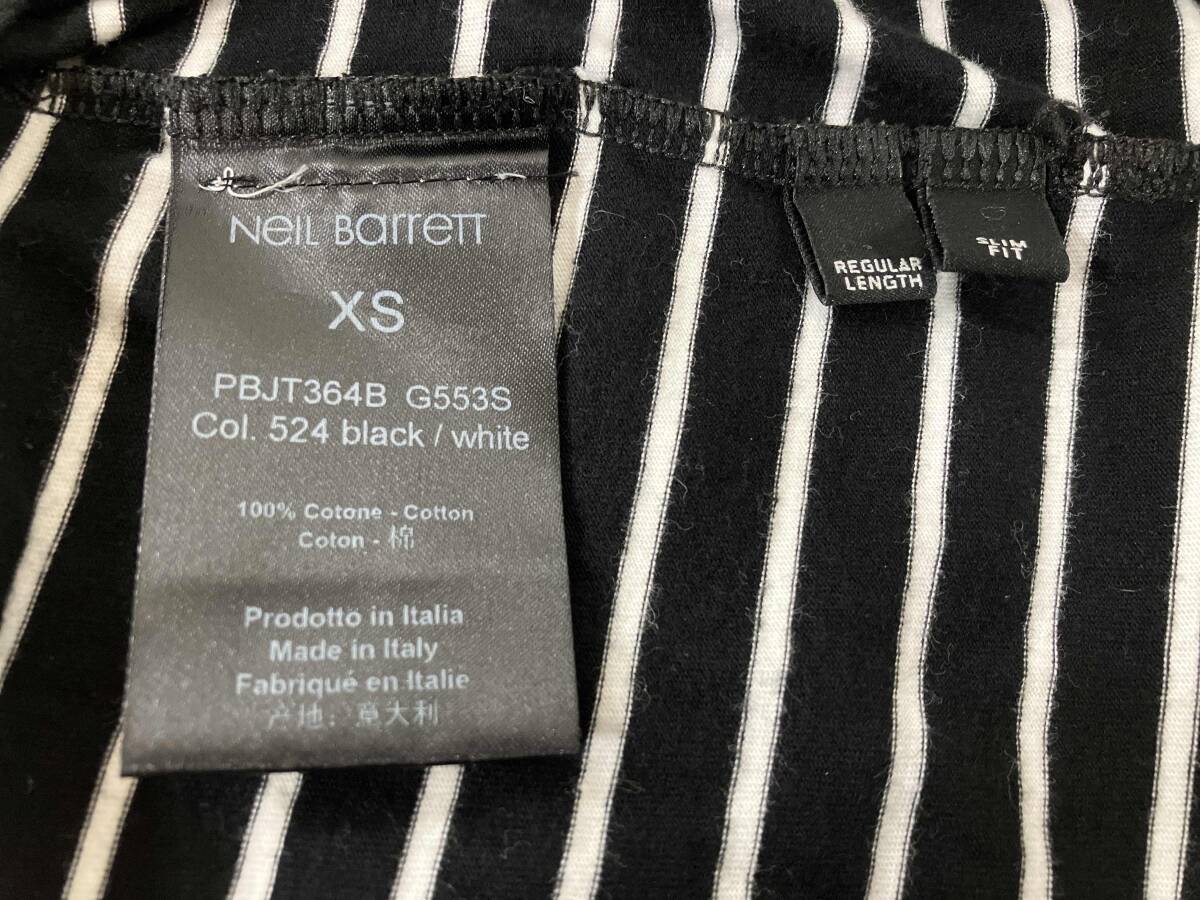 NEIL BARRETT
XS
PBJT364B G553S
Col. 524 black / white
100% Cotone - Cotton
Coton - 棉
Prodotto in Italia
Made in Italy
Fabriqué en Italie
产地：意大利
REGULAR
LENGTH
SLIM
FIT